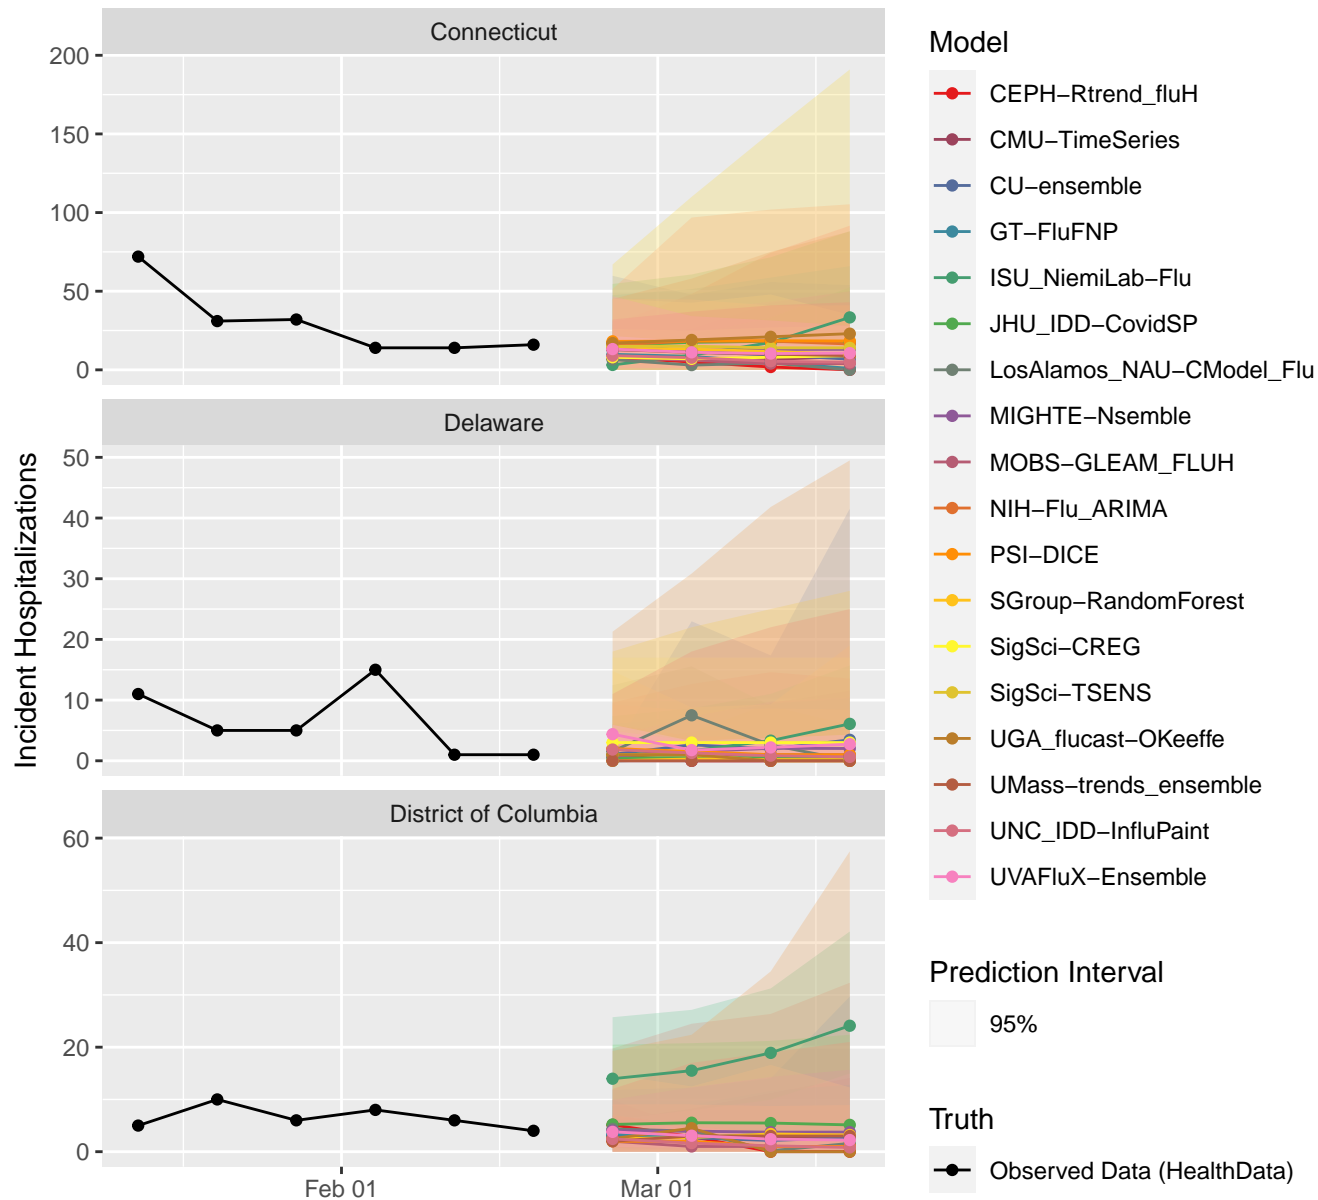 Connecticut
200
150
100
50
0
Delaware
50
40
30
20
10
0
District of Columbia
60
40
20
0
Feb 01
Mar 01
Incident Hospitalizations
Model
CEPH−Rtrend_fluH
CMU−TimeSeries
CU−ensemble
GT−FluFNP
ISU_NiemiLab−Flu
JHU_IDD−CovidSP
LosAlamos_NAU−CModel_Flu
MIGHTE−Nsemble
MOBS−GLEAM_FLUH
NIH−Flu_ARIMA
PSI−DICE
SGroup−RandomForest
SigSci−CREG
SigSci−TSENS
UGA_flucast−OKeeffe
UMass−trends_ensemble
UNC_IDD−InfluPaint
UVAFluX−Ensemble
Prediction Interval
95%
Truth
Observed Data (HealthData)